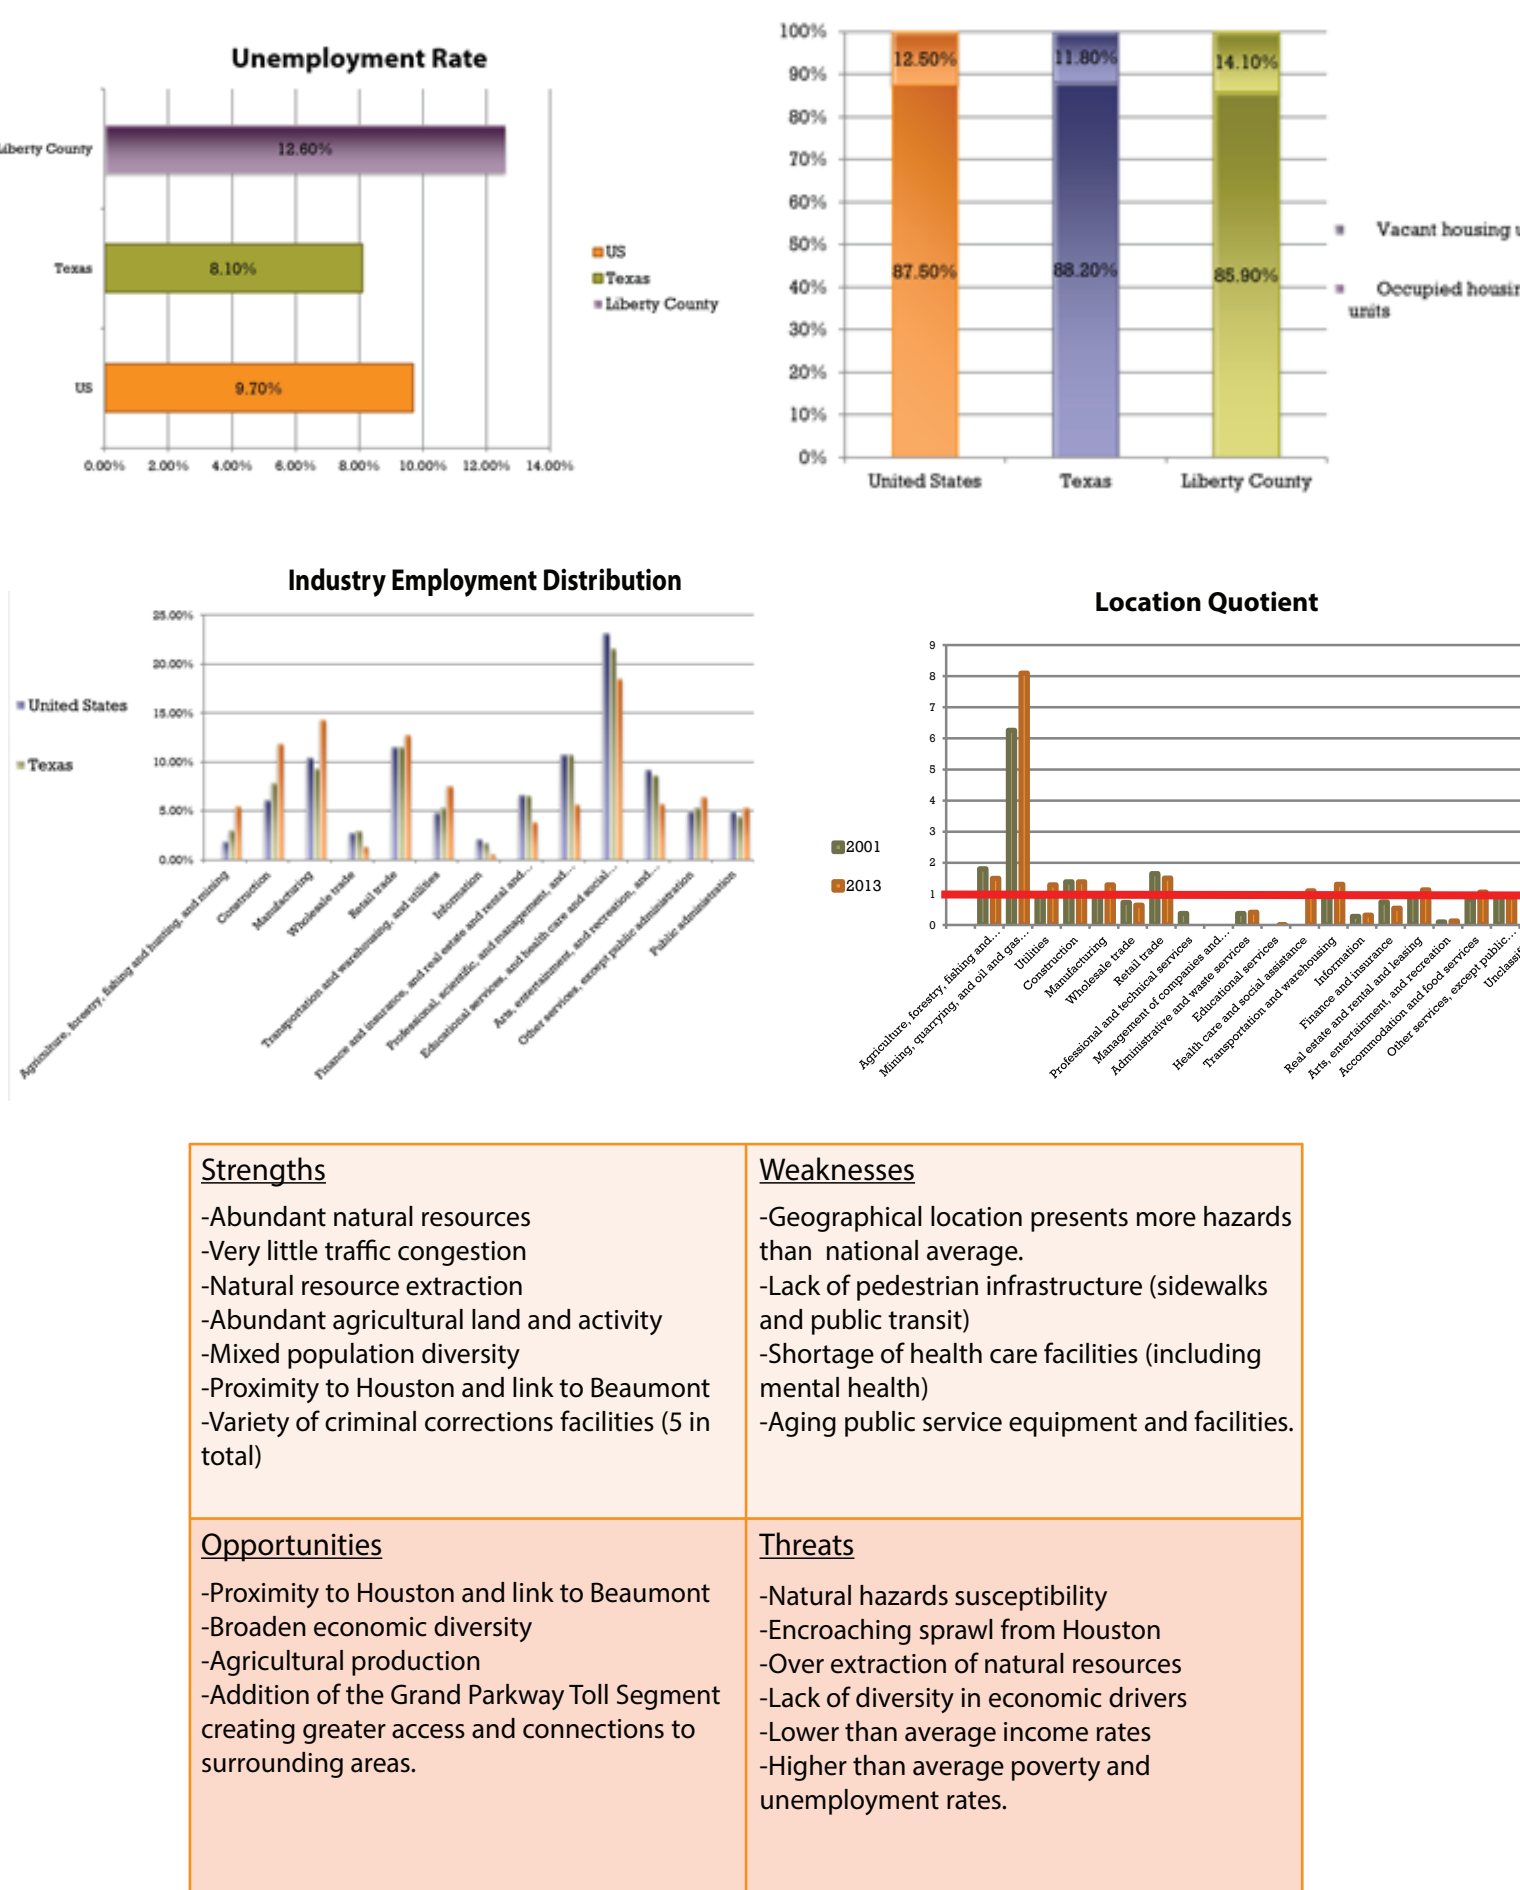 Unemployment Rate
Liberty County
12.60%
Texas
8.10%
US
9.70%
0.00% 2.00% 4.00% 6.00% 8.00% 10.00% 12.00% 14.00%
US
Texas
Liberty County
100%
90%
80%
70%
60%
50%
40%
30%
20%
10%
0%
12.50% 11.80% 14.10%
87.50% 88.20% 85.90%
United States Texas Liberty County
Vacant housing u
Occupied housin
units
Industry Employment Distribution
United States
Texas
25.00%
20.00%
15.00%
10.00%
5.00%
0.00%
Agriculture, forestry, fishing and hunting, and mining
Construction
Manufacturing
Wholesale trade
Retail trade
Transportation and warehousing, and utilities
Information
Finance and insurance, and real estate and rental and...
Professional, scientific, and management, and...
Educational services, and health care and social...
Arts, entertainment, and recreation, and...
Other services, except public administration
Public administration
Location Quotient
2001
2013
9
8
7
6
5
4
3
2
1
0
Agriculture, forestry, fishing and...
Mining, quarrying, and oil and gas...
Utilities
Construction
Manufacturing
Wholesale trade
Retail trade
Professional and technical services
Management of companies and...
Administrative and waste services
Educational services
Health care and social assistance
Transportation and warehousing
Information
Finance and insurance
Real estate and rental and leasing
Arts, entertainment, and recreation
Accommodation and food services
Other services, except public...
Unclassif
Strengths
-Abundant natural resources
-Very little traffic congestion
-Natural resource extraction
-Abundant agricultural land and activity
-Mixed population diversity
-Proximity to Houston and link to Beaumont
-Variety of criminal corrections facilities (5 in
total)
Weaknesses
-Geographical location presents more hazards
than national average.
-Lack of pedestrian infrastructure (sidewalks
and public transit)
-Shortage of health care facilities (including
mental health)
-Aging public service equipment and facilities.
Opportunities
-Proximity to Houston and link to Beaumont
-Broaden economic diversity
-Agricultural production
-Addition of the Grand Parkway Toll Segment
creating greater access and connections to
surrounding areas.
Threats
-Natural hazards susceptibility
-Encroaching sprawl from Houston
-Over extraction of natural resources
-Lack of diversity in economic drivers
-Lower than average income rates
-Higher than average poverty and
unemployment rates.